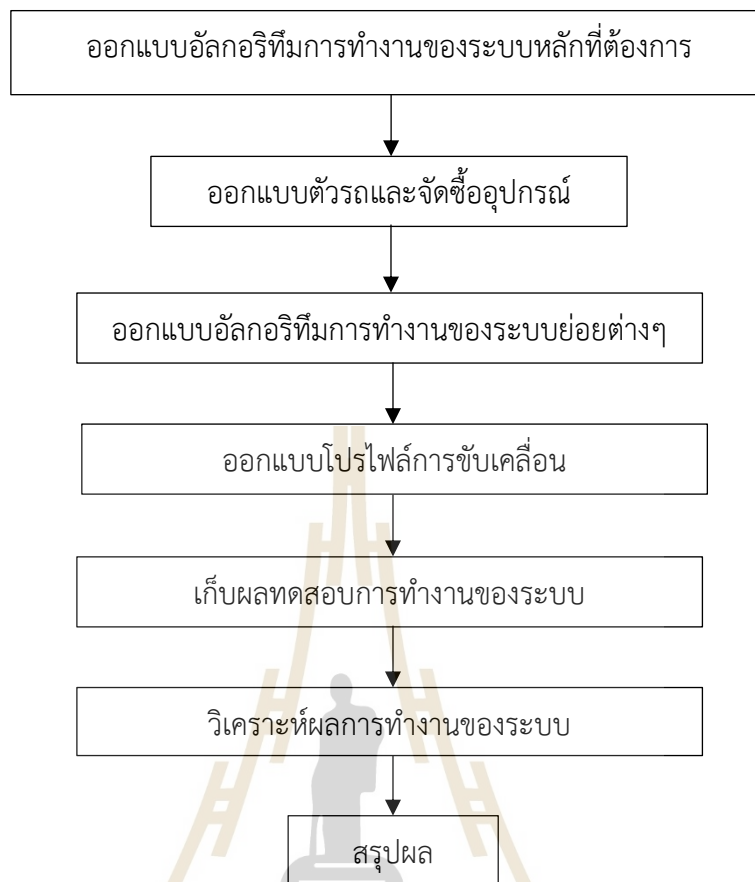 ออกแบบอัลกอริทึมการทำงานของระบบหลักที่ต้องการ
ออกแบบตัวรถและจัดซื้ออุปกรณ์
ออกแบบอัลกอริทึมการทำงานของระบบย่อยต่างๆ
ออกแบบโปรไฟล์การขับเคลื่อน
เก็บผลทดสอบการทำงานของระบบ
วิเคราะห์ผลการทำงานของระบบ
สรุปผล